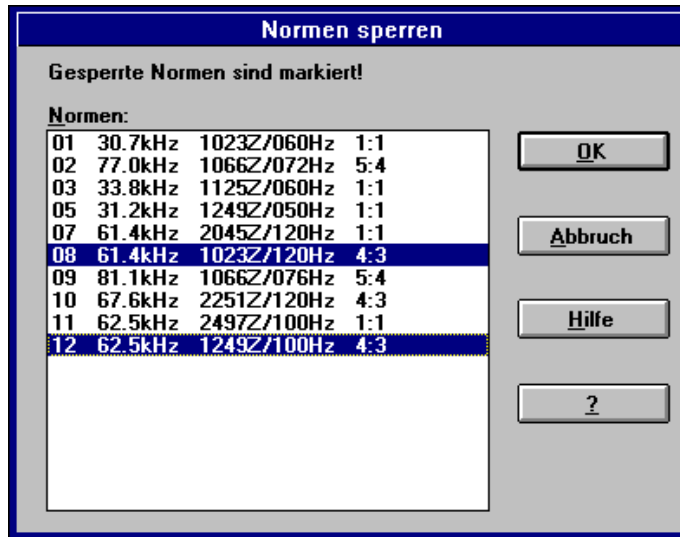 Normen sperren
Gesperrte Normen sind markiert!
Normen:
01 30.7kHz 1023Z/060Hz 1:1
02 77.0kHz 1066Z/072Hz 5:4
03 33.8kHz 1125Z/060Hz 1:1
05 31.2kHz 1249Z/050Hz 1:1
07 61.4kHz 2045Z/120Hz 1:1
08 61.4kHz 1023Z/120Hz 4:3
09 81.1kHz 1066Z/076Hz 5:4
10 67.6kHz 2251Z/120Hz 4:3
11 62.5kHz 2497Z/100Hz 1:1
12 62.5kHz 1249Z/100Hz 4:3
OK
Abbruch
Hilfe
?